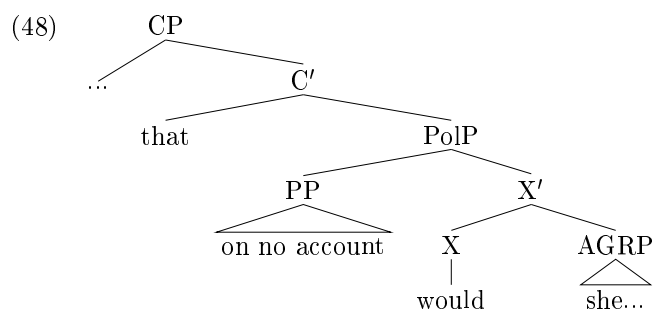 (48) CP
... C′
that PolP
PP X′
on no account X AGRP
would she...